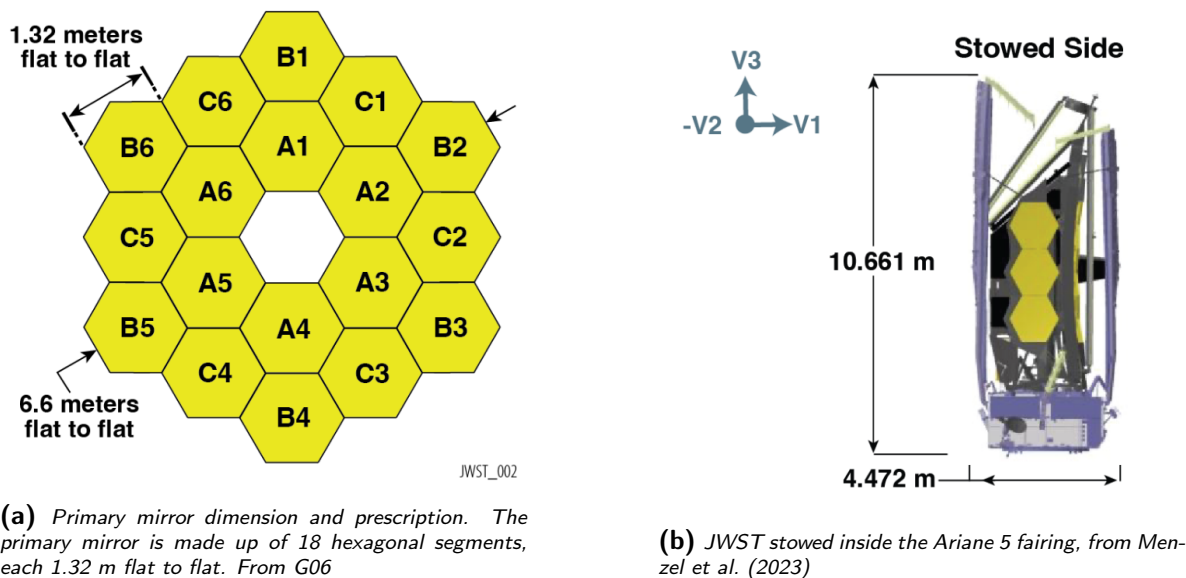 1.32 meters
flat to flat
B1
C6
C1
B6
A1
B2
A6
A2
C5
C2
A5
A3
B5
A4
B3
C4
C3
B4
6.6 meters
flat to flat
JWST_002
(a) Primary mirror dimension and prescription. The
primary mirror is made up of 18 hexagonal segments,
each 1.32 m flat to flat. From G06
Stowed Side
V3
-V2
V1
10.661 m
4.472 m
(b) JWST stowed inside the Ariane 5 fairing, from Men-
zel et al. (2023)